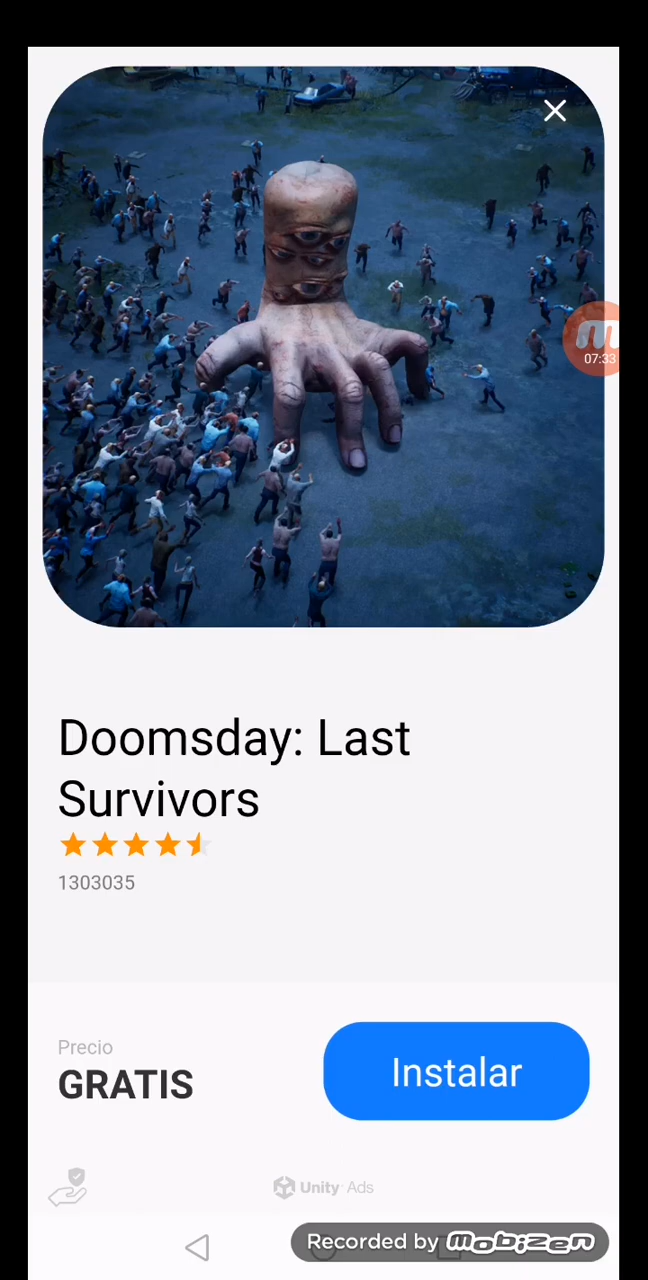 07:33
Doomsday: Last
Survivors
1303035
Precio
GRATIS
Instalar
Unity Ads
Recorded by mobizen